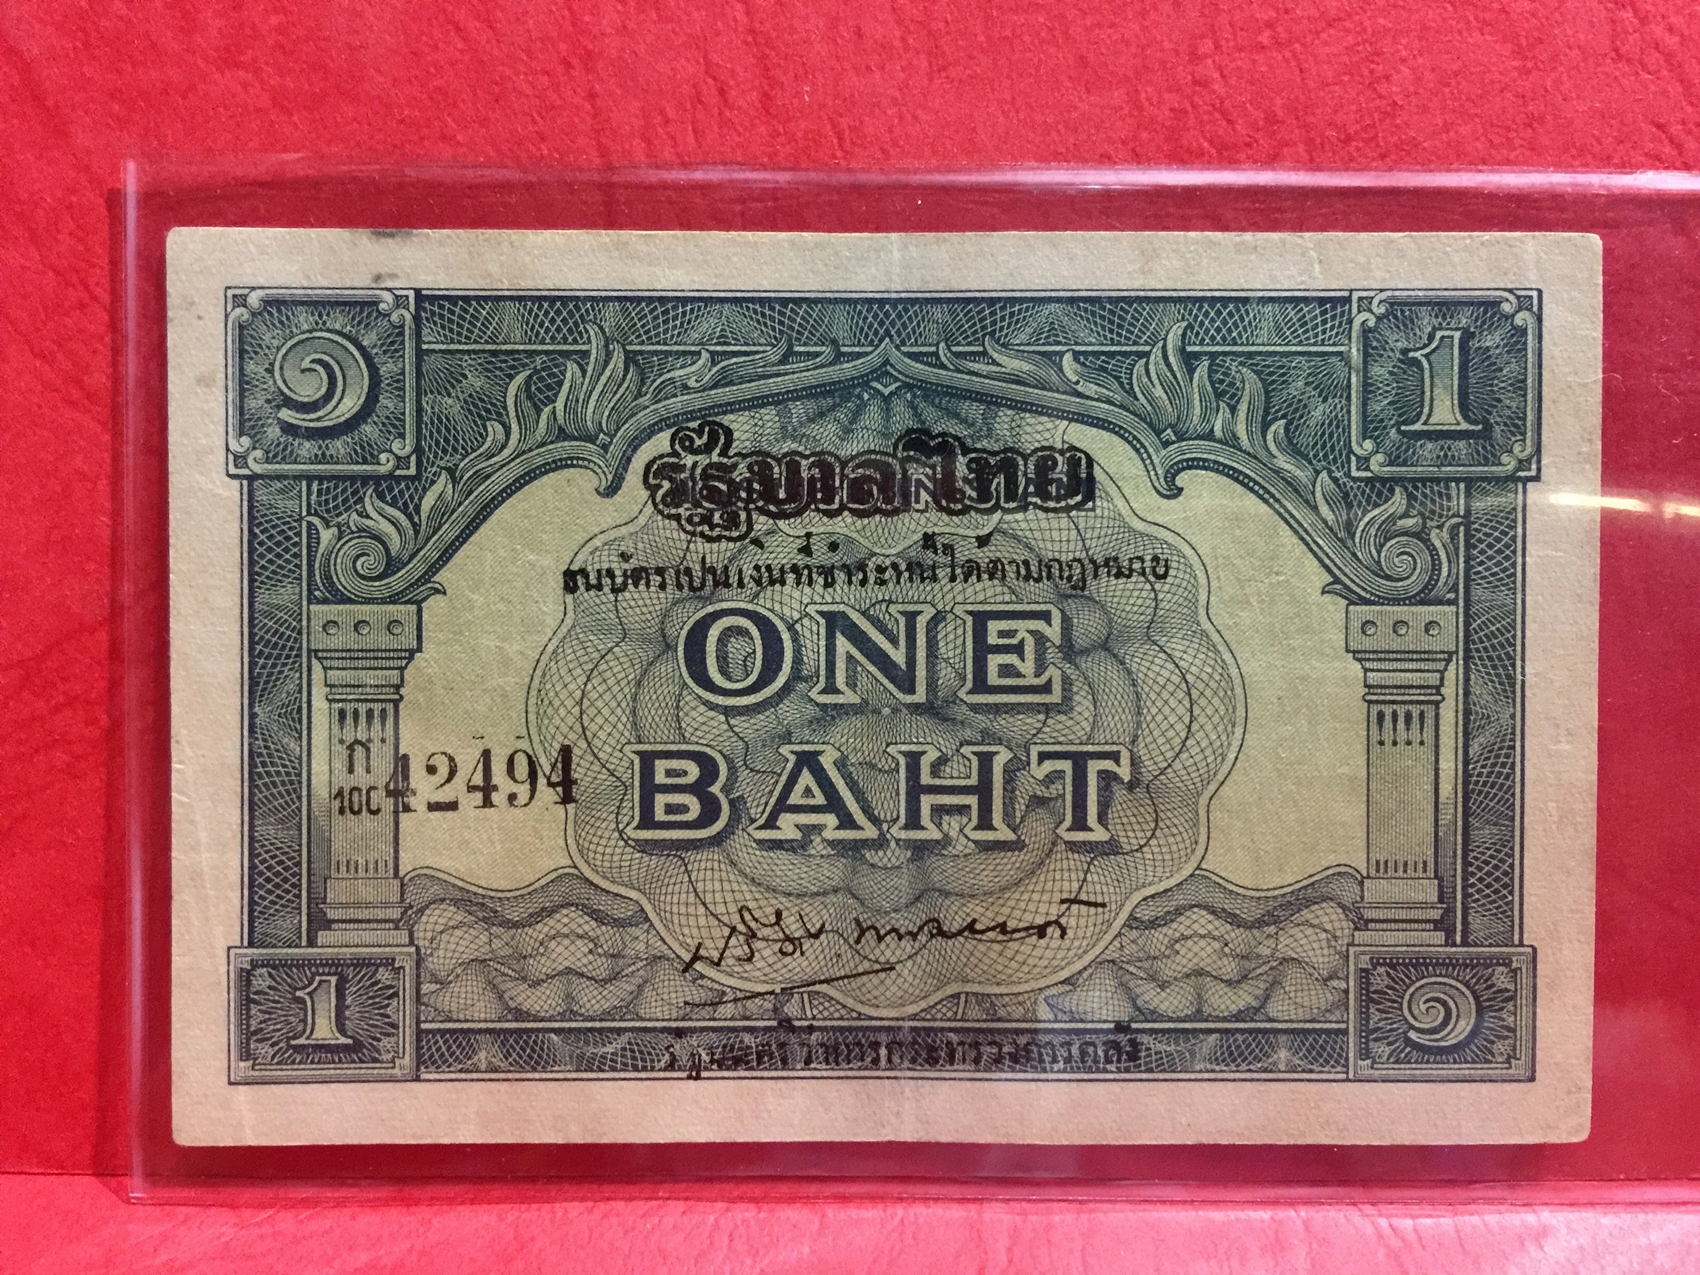 ๑ 1
รัฐบาลไทย
ธนบัตรเป็นเงินที่ชำระหนี้ได้ตามกฎหมาย
ONE
BAHT
ก
100 42494
รัฐมนตรีว่าการกระทรวงการคลัง
1 ๑